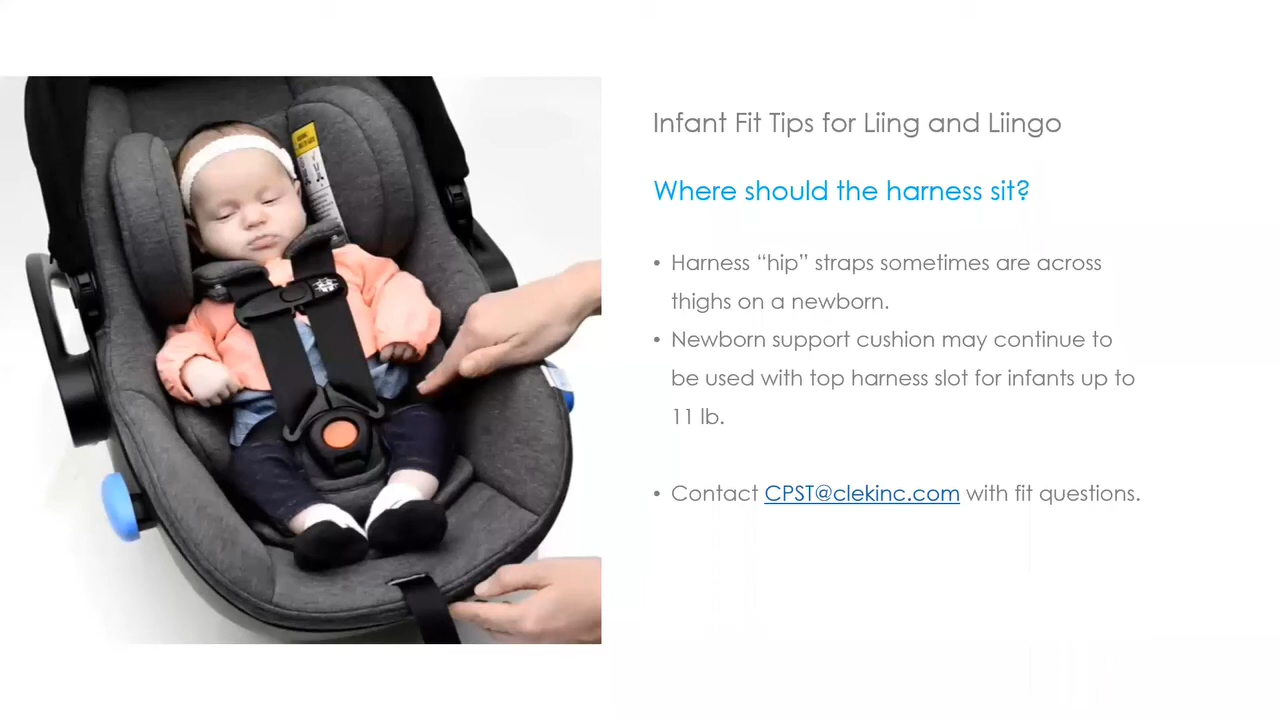 Infant Fit Tips for Liing and Liingo
Where should the harness sit?
• Harness “hip” straps sometimes are across
thighs on a newborn.
• Newborn support cushion may continue to
be used with top harness slot for infants up to
11 lb.
• Contact CPST@clekinc.com with fit questions.